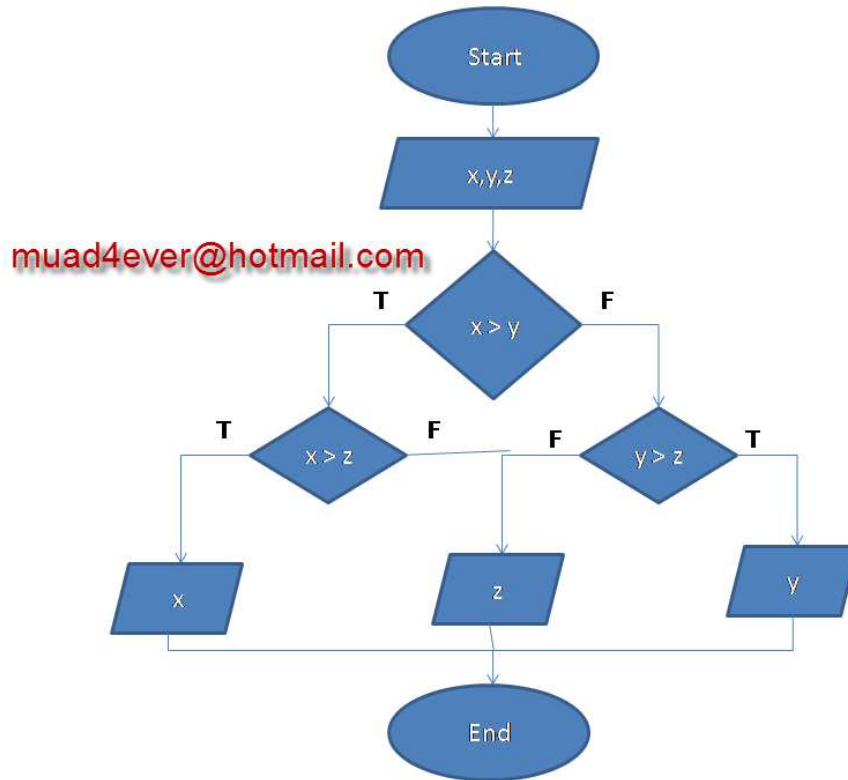 Start
x,y,z
muad4ever@hotmail.com
T
F
x > y
T
F
F
T
x > z
y > z
x
z
y
End